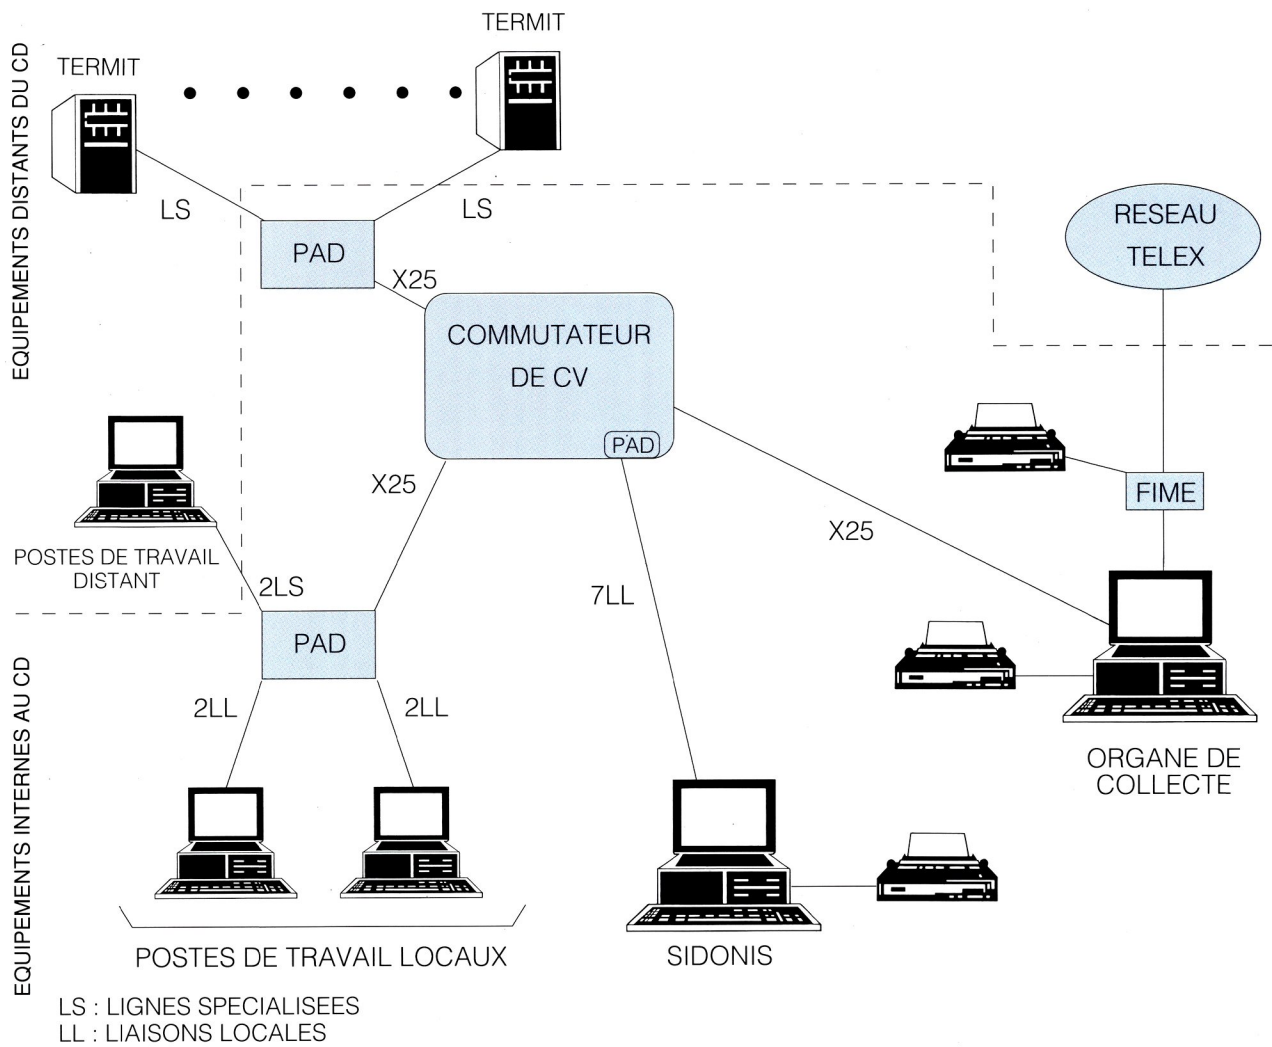 TERMIT
TERMIT
EQUIPEMENTS DISTANTS DU CD
LS
LS
RESEAU
TELEX
PAD
X25
COMMUTATEUR
DE CV
PAD
X25
FIME
X25
POSTES DE TRAVAIL
DISTANT
2LS
7LL
PAD
EQUIPEMENTS INTERNES AU CD
2LL
2LL
ORGANE DE
COLLECTE
POSTES DE TRAVAIL LOCAUX
SIDONIS
LS : LIGNES SPECIALISEES
LL : LIAISONS LOCALES